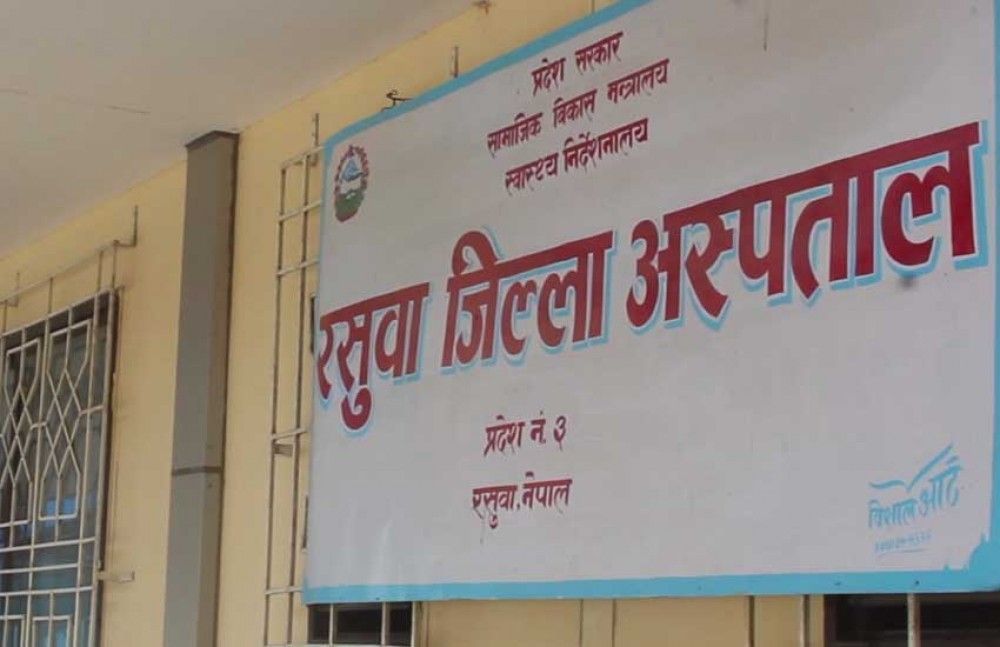 प्रदेश सरकार
सामाजिक विकास मन्त्रालय
स्वास्थ्य निर्देशनालय
रसुवा जिल्ला अस्पताल
प्रदेश नं. ३
रसुवा, नेपाल
विशाल आर्ट